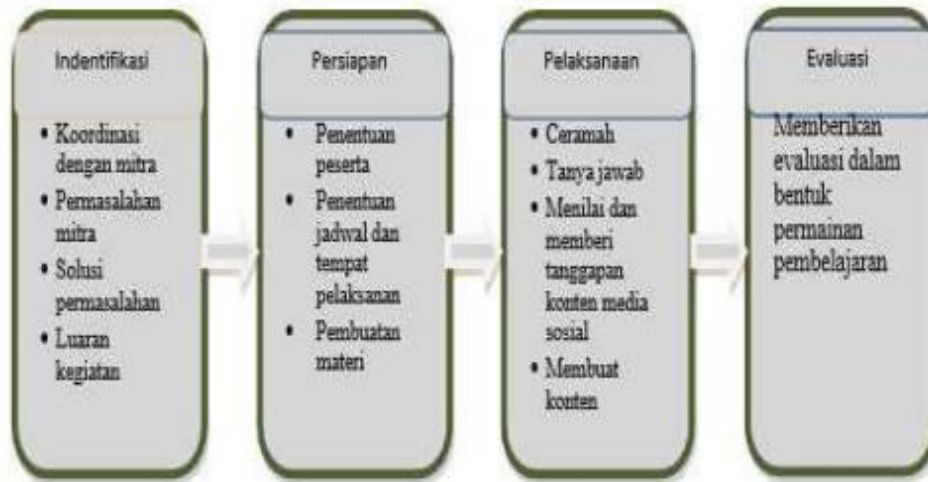 Indentifikasi
• Koordinasi
dengan mitra
• Permasalahan
mitra
• Solusi
permasalahan
• Luaran
kegiatan
Persiapan
• Penentuan
peserta
• Penentuan
jadwal dan
tempat
pelaksanan
• Pembuatan
materi
Pelaksanaan
• Ceramah
• Tanya jawab
• Menilai dan
memberi
tanggapan
konten media
sosial
• Membuat
konten
Evaluasi
Memberikan
evaluasi dalam
bentuk
permainan
pembelajaran